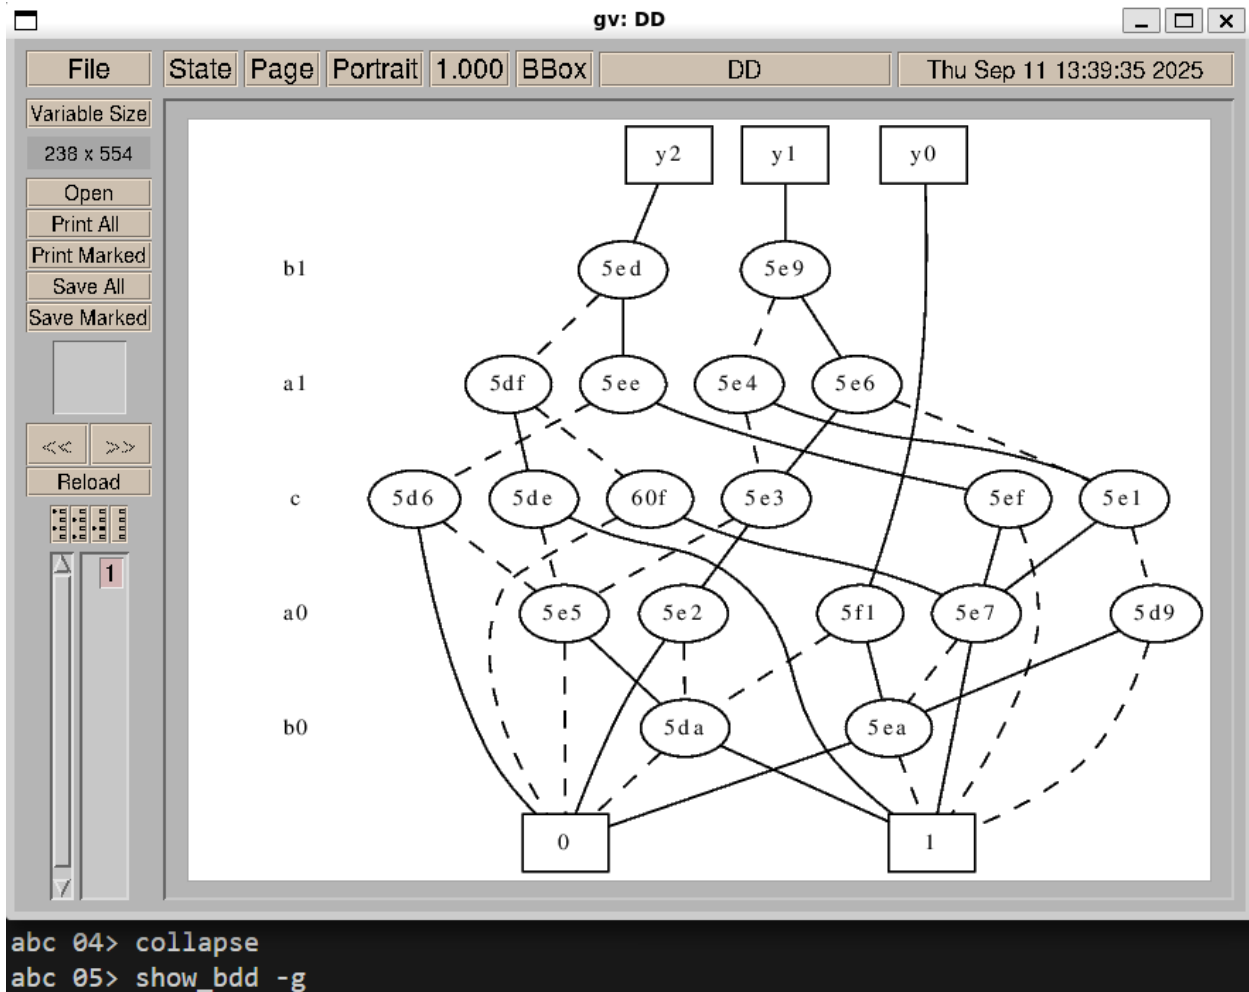 gv: DD
File State Page Portrait 1.000 BBox DD Thu Sep 11 13:39:35 2025
Variable Size
238 x 554
Open
Print All
Print Marked
Save All
Save Marked
<< >>
Reload
1
y2 y1 y0
b1 5ed 5e9
a1 5df 5ee 5e4 5e6
c 5d6 5de 60f 5e3 5ef 5e1
a0 5e5 5e2 5f1 5e7 5d9
b0 5da 5ea
0 1
abc 04> collapse
abc 05> show_bdd -g